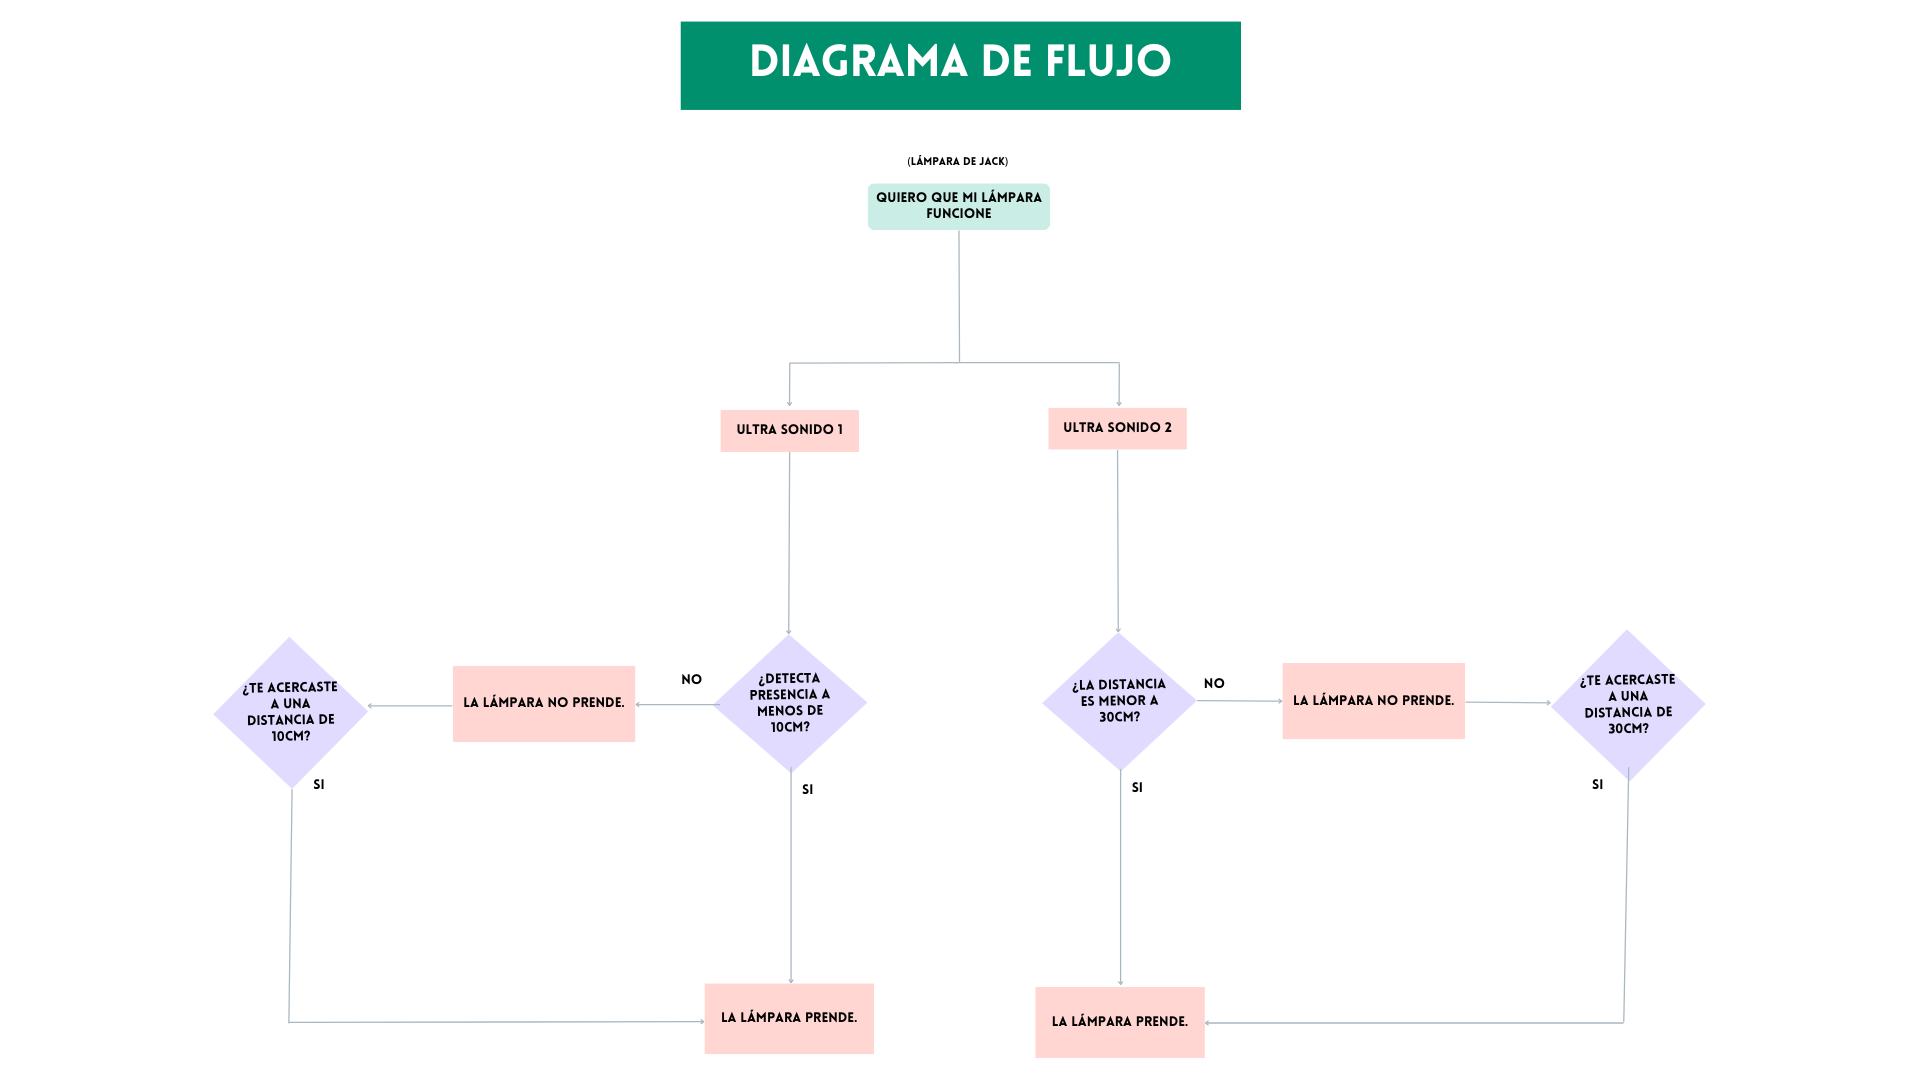 DIAGRAMA DE FLUJO
(LÁMPARA DE JACK)
QUIERO QUE MI LÁMPARA
FUNCIONE
ULTRA SONIDO 1
ULTRA SONIDO 2
¿TE ACERCASTE
A UNA
DISTANCIA DE
10CM?
SI
LA LÁMPARA NO PRENDE.
NO
¿DETECTA
PRESENCIA A
MENOS DE
10CM?
SI
¿LA DISTANCIA
ES MENOR A
30CM?
SI
NO
LA LÁMPARA NO PRENDE.
¿TE ACERCASTE
A UNA
DISTANCIA DE
30CM?
SI
LA LÁMPARA PRENDE.
LA LÁMPARA PRENDE.